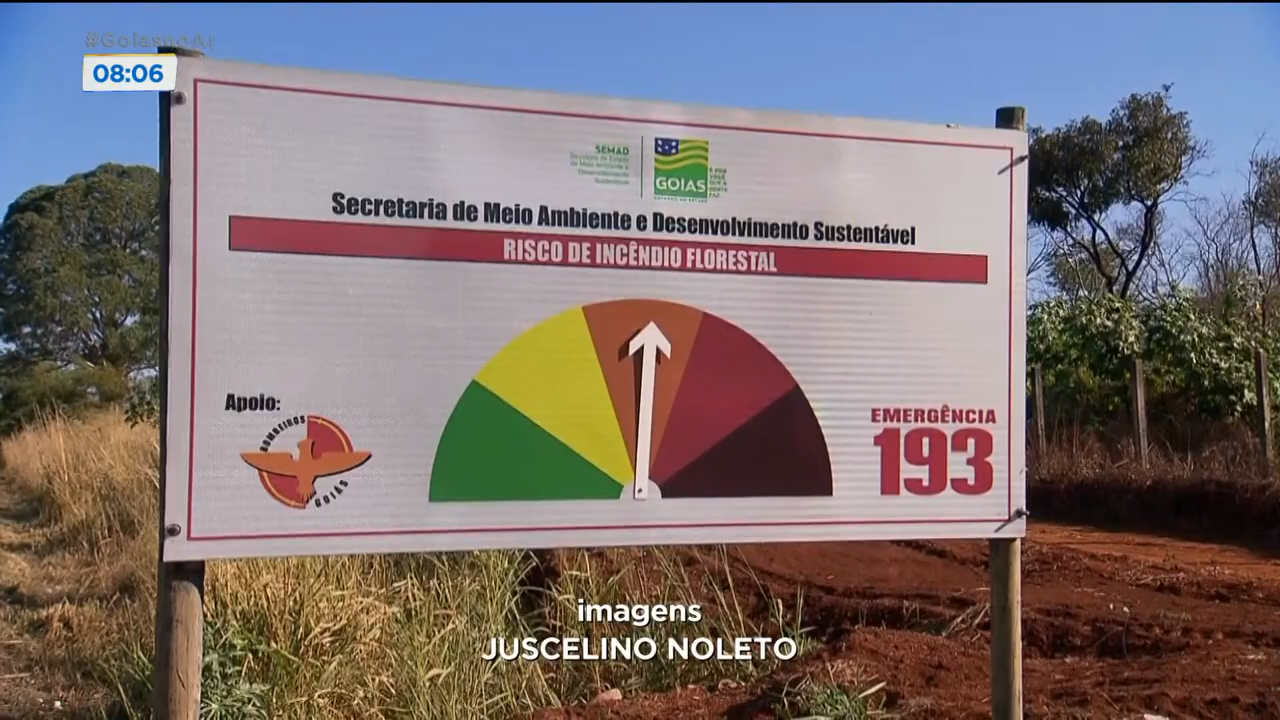 #GoiasnoAr
08:06
SEMAD
GOIÁS
Secretaria de Meio Ambiente e Desenvolvimento Sustentável
RISCO DE INCÊNDIO FLORESTAL
Apoio:
BOMBEIROS
GOIÁS
EMERGÊNCIA
193
imagens
JUSCELINO NOLETO